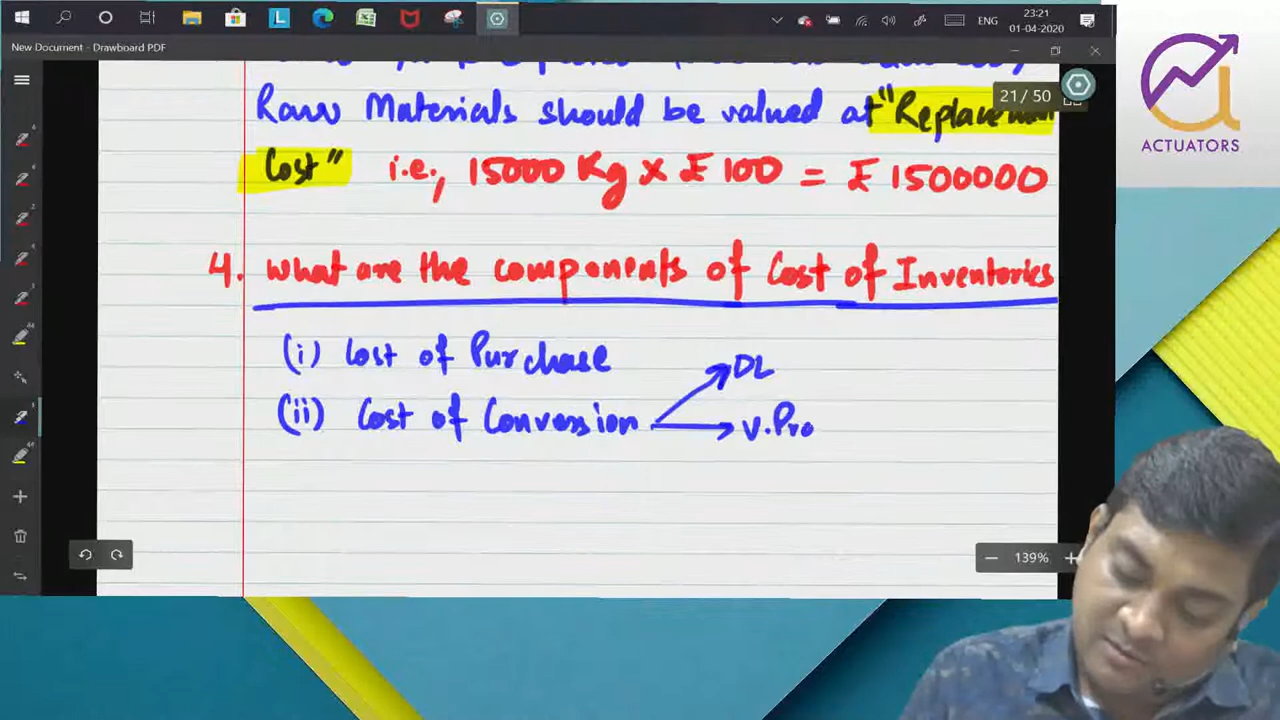 23:21
ENG
01-04-2020
New Document - Drawboard PDF
21 / 50
Raw Materials should be valued at "Replacement
Cost" i.e., 15000 Kg × ₹ 100 = ₹ 1500000
4. What are the components of Cost of Inventories
(i) Cost of Purchase
DL
(ii) Cost of Conversion
V.Pro
139%
ACTUATORS